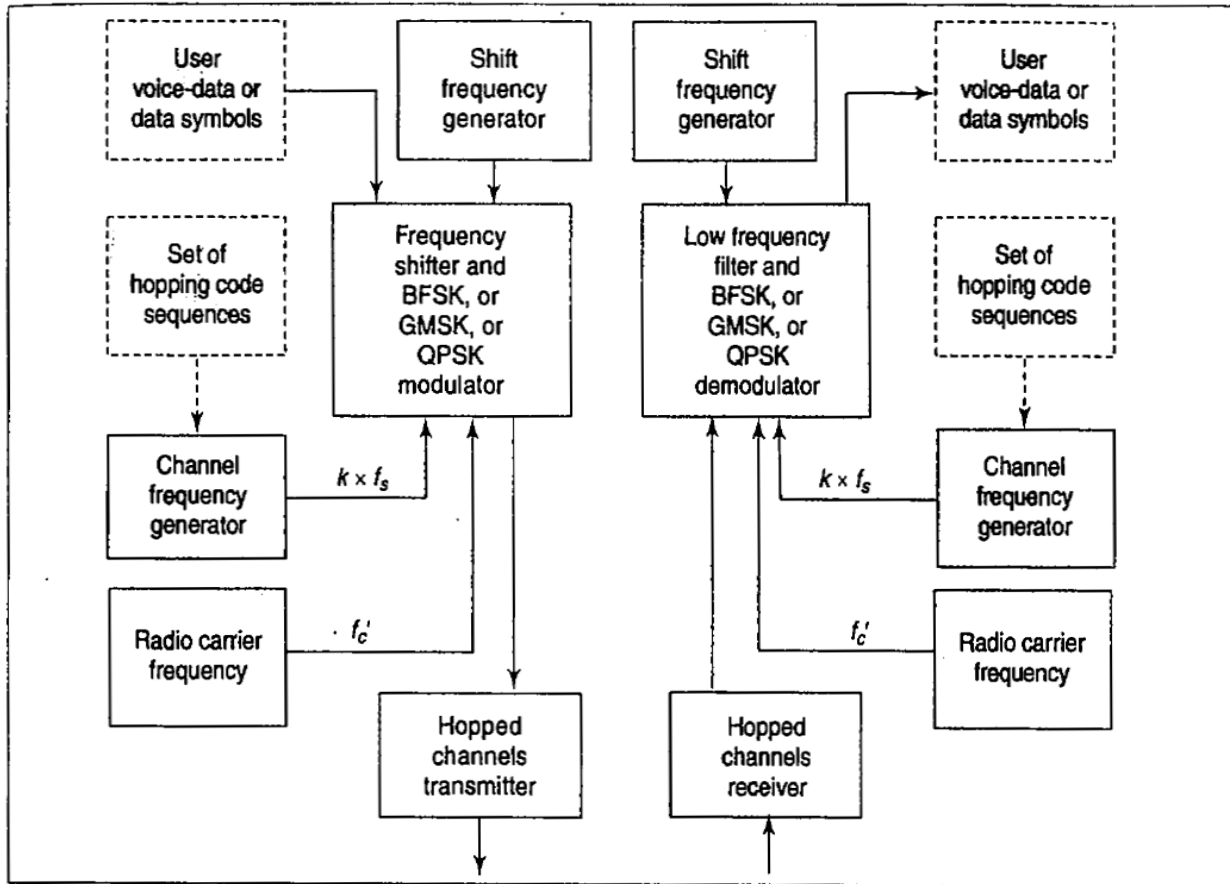 User
voice-data or
data symbols
Shift
frequency
generator
Shift
frequency
generator
User
voice-data or
data symbols
Set of
hopping code
sequences
Frequency
shifter and
BFSK, or
GMSK, or
QPSK
modulator
Low frequency
filter and
BFSK, or
GMSK, or
QPSK
demodulator
Set of
hopping code
sequences
Channel
frequency
generator
k × fs
k × fs
Channel
frequency
generator
Radio carrier
frequency
fc'
fc'
Radio carrier
frequency
Hopped
channels
transmitter
Hopped
channels
receiver